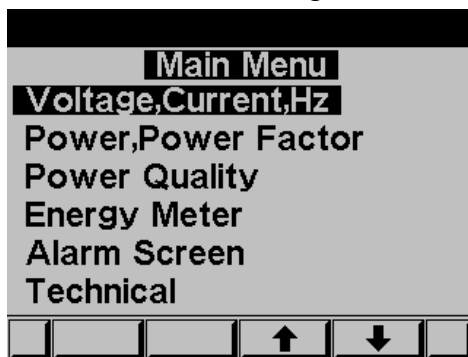 Main Menu
Voltage,Current,Hz
Power,Power Factor
Power Quality
Energy Meter
Alarm Screen
Technical